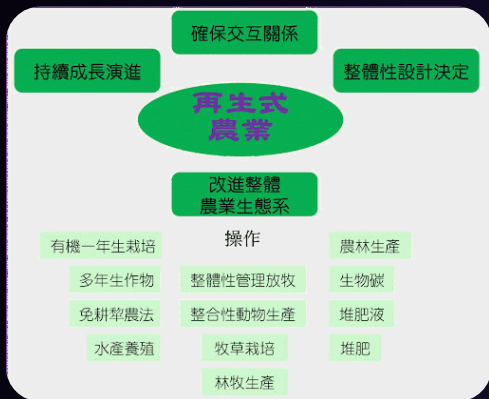 確保交互關係
持續成長演進
整體性設計決定
再生式
農業
改進整體
農業生態系
操作
有機一年生栽培
農林生產
多年生作物
整體性管理放牧
生物碳
免耕犂農法
整合性動物生產
堆肥液
水產養殖
牧草栽培
堆肥
林牧生產